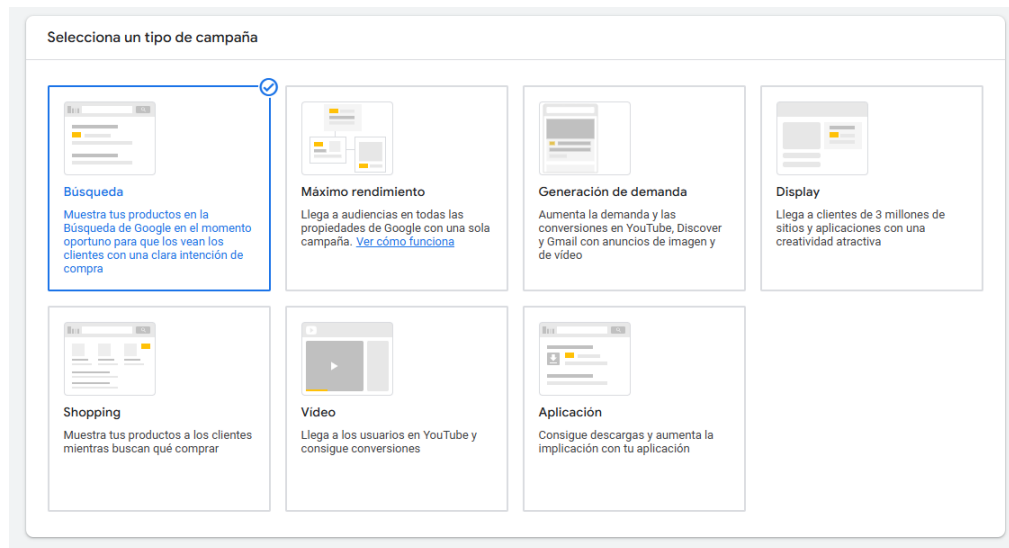 Selecciona un tipo de campaña
Búsqueda
Muestra tus productos en la
Búsqueda de Google en el momento
oportuno para que los vean los
clientes con una clara intención de
compra
Máximo rendimiento
Llega a audiencias en todas las
propiedades de Google con una sola
campaña. Ver cómo funciona
Generación de demanda
Aumenta la demanda y las
conversiones en YouTube, Discover
y Gmail con anuncios de imagen y
de vídeo
Display
Llega a clientes de 3 millones de
sitios y aplicaciones con una
creatividad atractiva
Shopping
Muestra tus productos a los clientes
mientras buscan qué comprar
Vídeo
Llega a los usuarios en YouTube y
consigue conversiones
Aplicación
Consigue descargas y aumenta la
implicación con tu aplicación